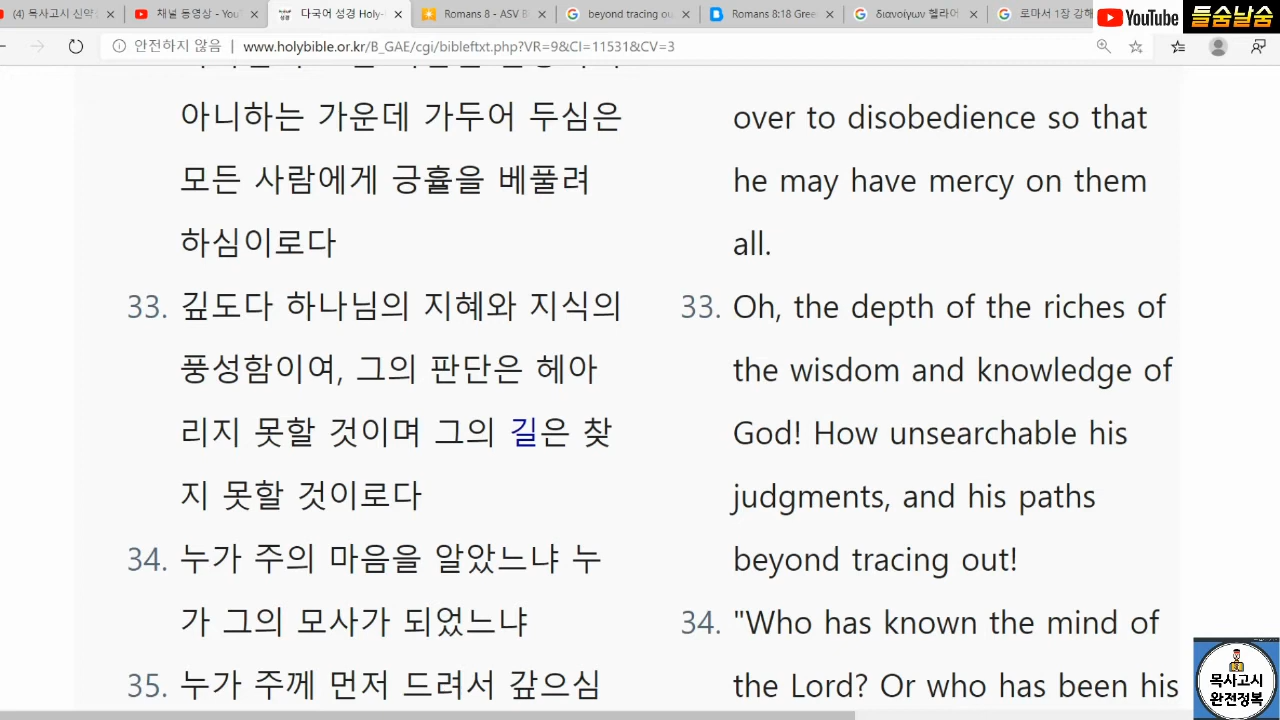 (4) 목사고시 신약
채널 동영상 - You
다국어 성경 Holy-
Romans 8
beyond tracing ou
Romans 8:18 Gree
διανοίγων 헬라어
로마서 1장 강해
YouTube
들숨날숨
안전하지 않음 | www.holybible.or.kr/B_GAE/cgi/bibleftxt.php?VR=9&CI=11531&CV=3
아니하는 가운데 가두어 두심은
모든 사람에게 긍휼을 베풀려
하심이로다
33. 깊도다 하나님의 지혜와 지식의
풍성함이여, 그의 판단은 헤아
리지 못할 것이며 그의 길은 찾
지 못할 것이로다
34. 누가 주의 마음을 알았느냐 누
가 그의 모사가 되었느냐
35. 누가 주께 먼저 드려서 갚으심
over to disobedience so that
he may have mercy on them
all.
33. Oh, the depth of the riches of
the wisdom and knowledge of
God! How unsearchable his
judgments, and his paths
beyond tracing out!
34. "Who has known the mind of
the Lord? Or who has been his
목사고시
완전정복